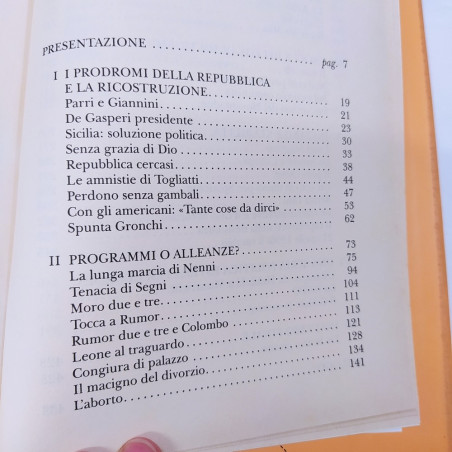 PRESENTAZIONE pag. 7
I I PRODROMI DELLA REPUBBLICA
E LA RICOSTRUZIONE 19
Parri e Giannini 21
De Gasperi presidente 23
Sicilia: soluzione politica 30
Senza grazia di Dio 33
Repubblica cercasi 38
Le amnistie di Togliatti 44
Perdono senza gambali 47
Con gli americani: «Tante cose da dirci» 53
Spunta Gronchi 62
II PROGRAMMI O ALLEANZE? 73
La lunga marcia di Nenni 75
Tenacia di Segni 94
Moro due e tre 104
Tocca a Rumor 111
Rumor due e tre e Colombo 113
Leone al traguardo 121
Congiura di palazzo 128
Il macigno del divorzio 134
L'aborto 141